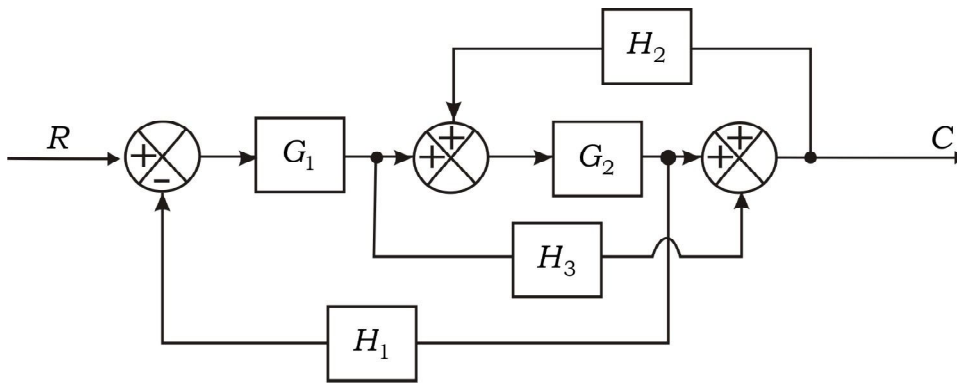 H₂
R
C
+
−
G₁
+
+
G₂
+
+
H₃
H₁